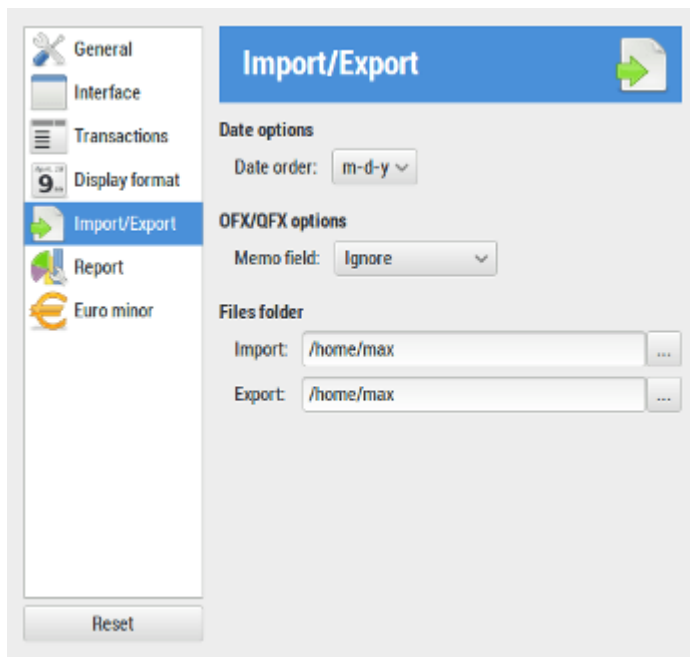 General
Interface
Transactions
9
Display format
Import/Export
Report
Euro minor
Reset
Import/Export
Date options
Date order: m-d-y
OFX/QFX options
Memo field: Ignore
Files folder
Import: /home/max ...
Export: /home/max ...